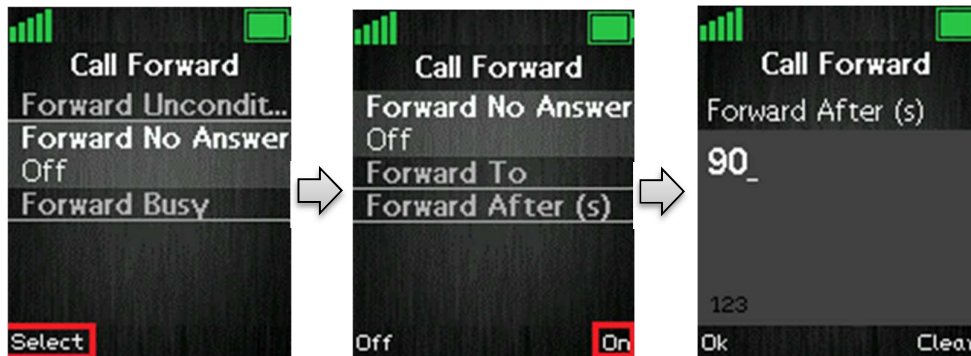 Call Forward
Forward Uncondit...
Forward No Answer
Off
Forward Busy
Select
Call Forward
Forward No Answer
Off
Forward To
Forward After (s)
Off On
Call Forward
Forward After (s)
90_
123
Ok Clear